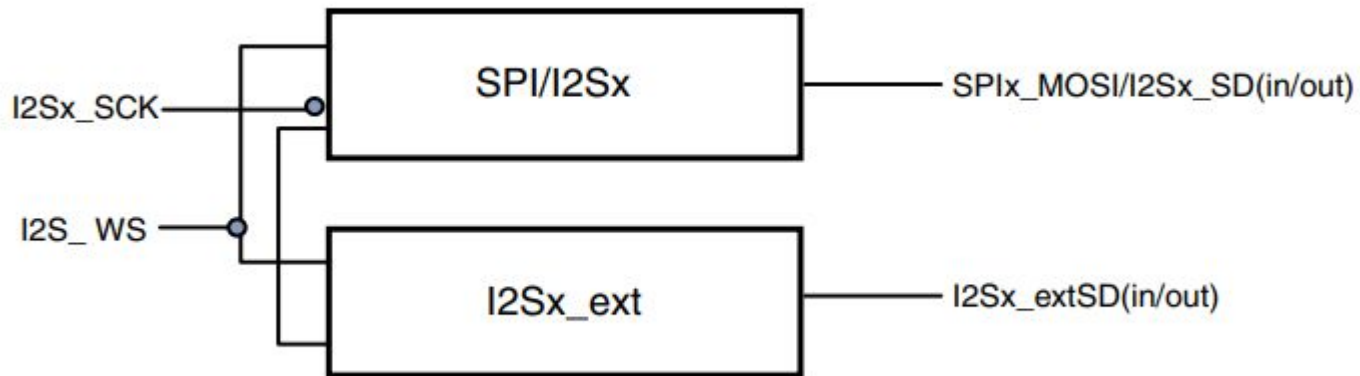 SPI/I2Sx
SPIx_MOSI/I2Sx_SD(in/out)
I2Sx_SCK
I2S_ WS
I2Sx_ext
I2Sx_extSD(in/out)